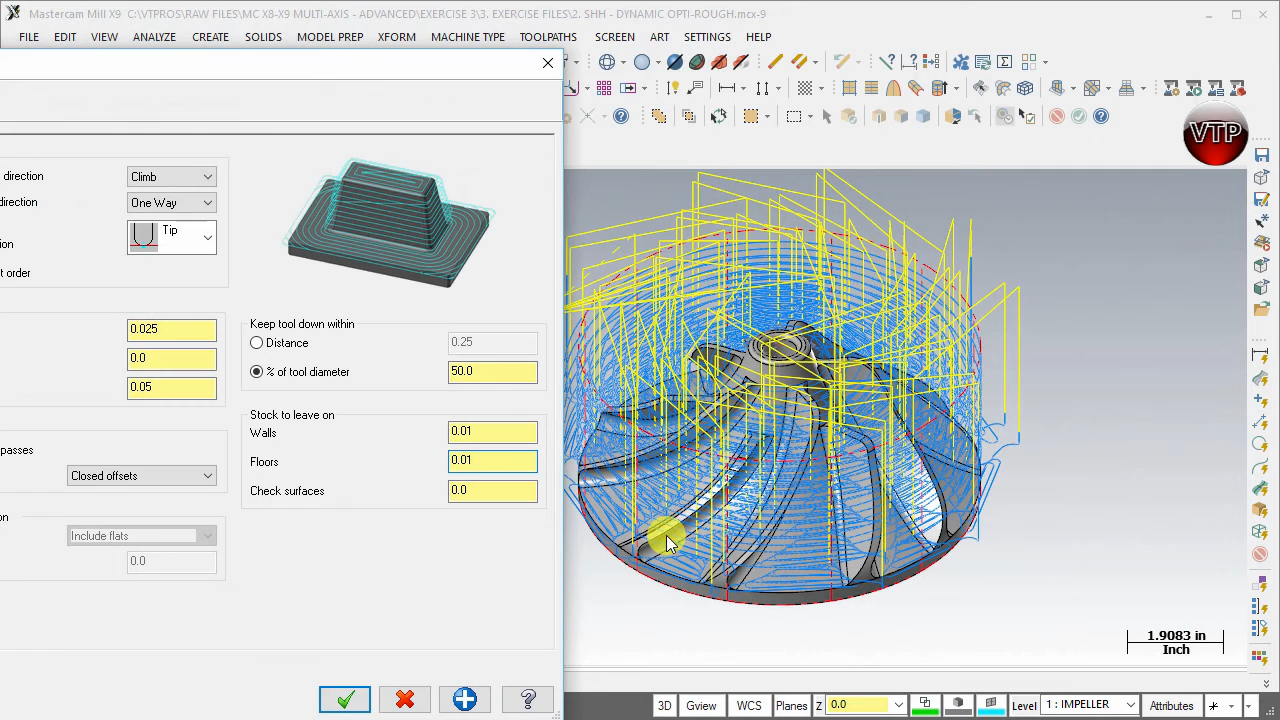 Mastercam Mill X9 C:\VTPROS\RAW FILES\MC X8-X9 MULTI-AXIS - ADVANCED\EXERCISE 3\3. EXERCISE FILES\2. SHH - DYNAMIC OPTI-ROUGH.mcx-9
FILE EDIT VIEW ANALYZE CREATE SOLIDS MODEL PREP XFORM MACHINE TYPE TOOLPATHS SCREEN ART SETTINGS HELP
VTP
direction Climb
direction One Way
Tip
ion
t order
0.025
0.0
0.05
Keep tool down within
Distance 0.25
% of tool diameter 50.0
Stock to leave on
Walls 0.01
Floors 0.01
Check surfaces 0.0
passes
Closed offsets
on
Include flats
0.0
1.9083 in
Inch
3D Gview WCS Planes Z 0.0 Level 1 : IMPELLER Attributes